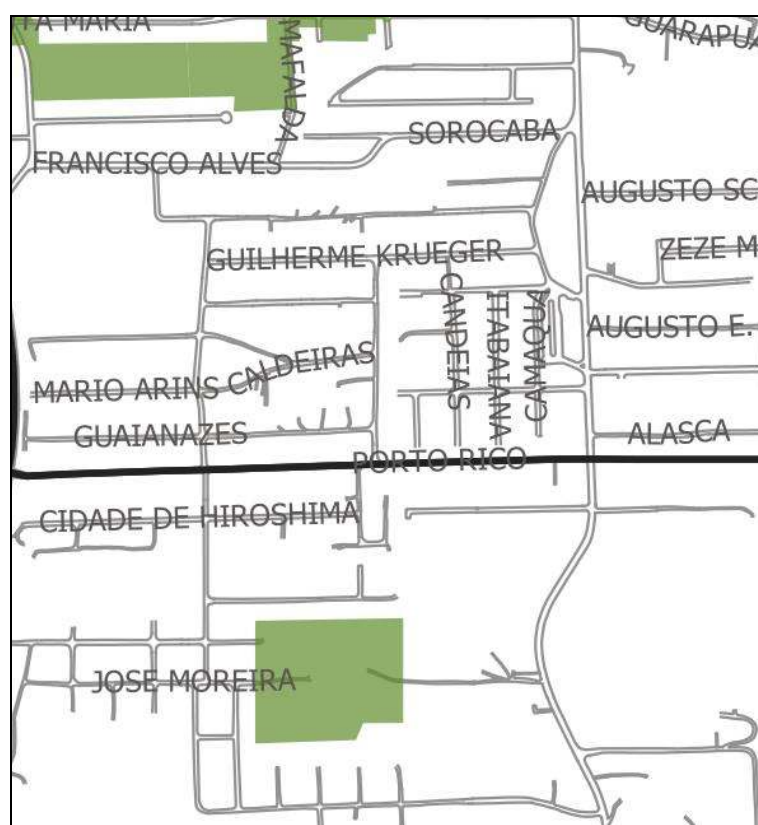 TA MARIA
GUARAPUA
MAFALDA
SOROCABA
FRANCISCO ALVES
AUGUSTO SC
GUILHERME KRUEGER
ZEZE M
CANDEIAS
ITABAIANA
AUGUSTO E.
MARIO ARINS CALDEIRAS
GUAIANAZES
ALASCA
PORTO RICO
CIDADE DE HIROSHIMA
JOSE MOREIRA